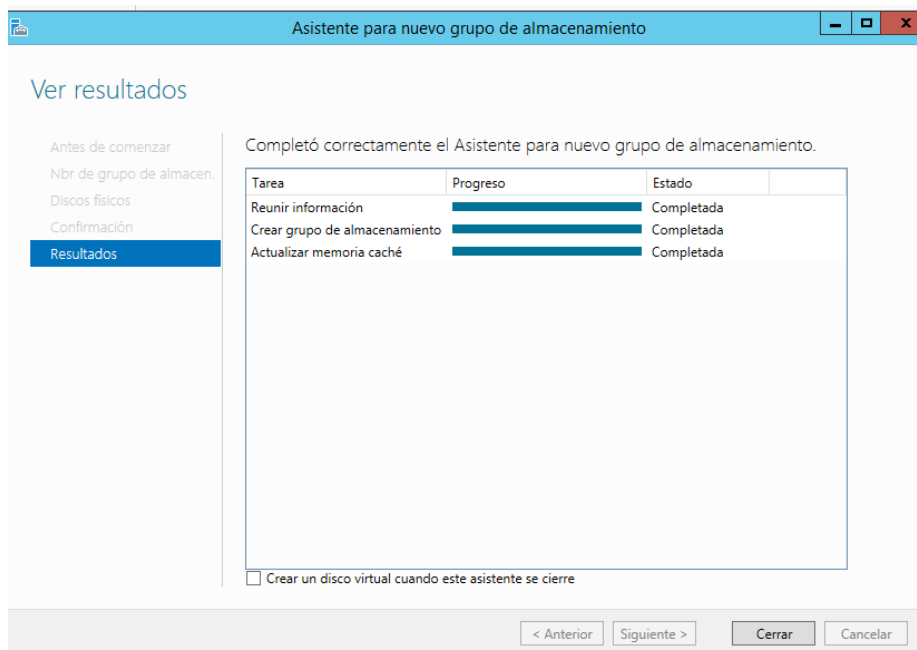 Asistente para nuevo grupo de almacenamiento
Ver resultados
Antes de comenzar
Nbr de grupo de almacen.
Discos físicos
Confirmación
Resultados
Completó correctamente el Asistente para nuevo grupo de almacenamiento.
Tarea Progreso Estado
Reunir información Completada
Crear grupo de almacenamiento Completada
Actualizar memoria caché Completada
Crear un disco virtual cuando este asistente se cierre
< Anterior Siguiente > Cerrar Cancelar